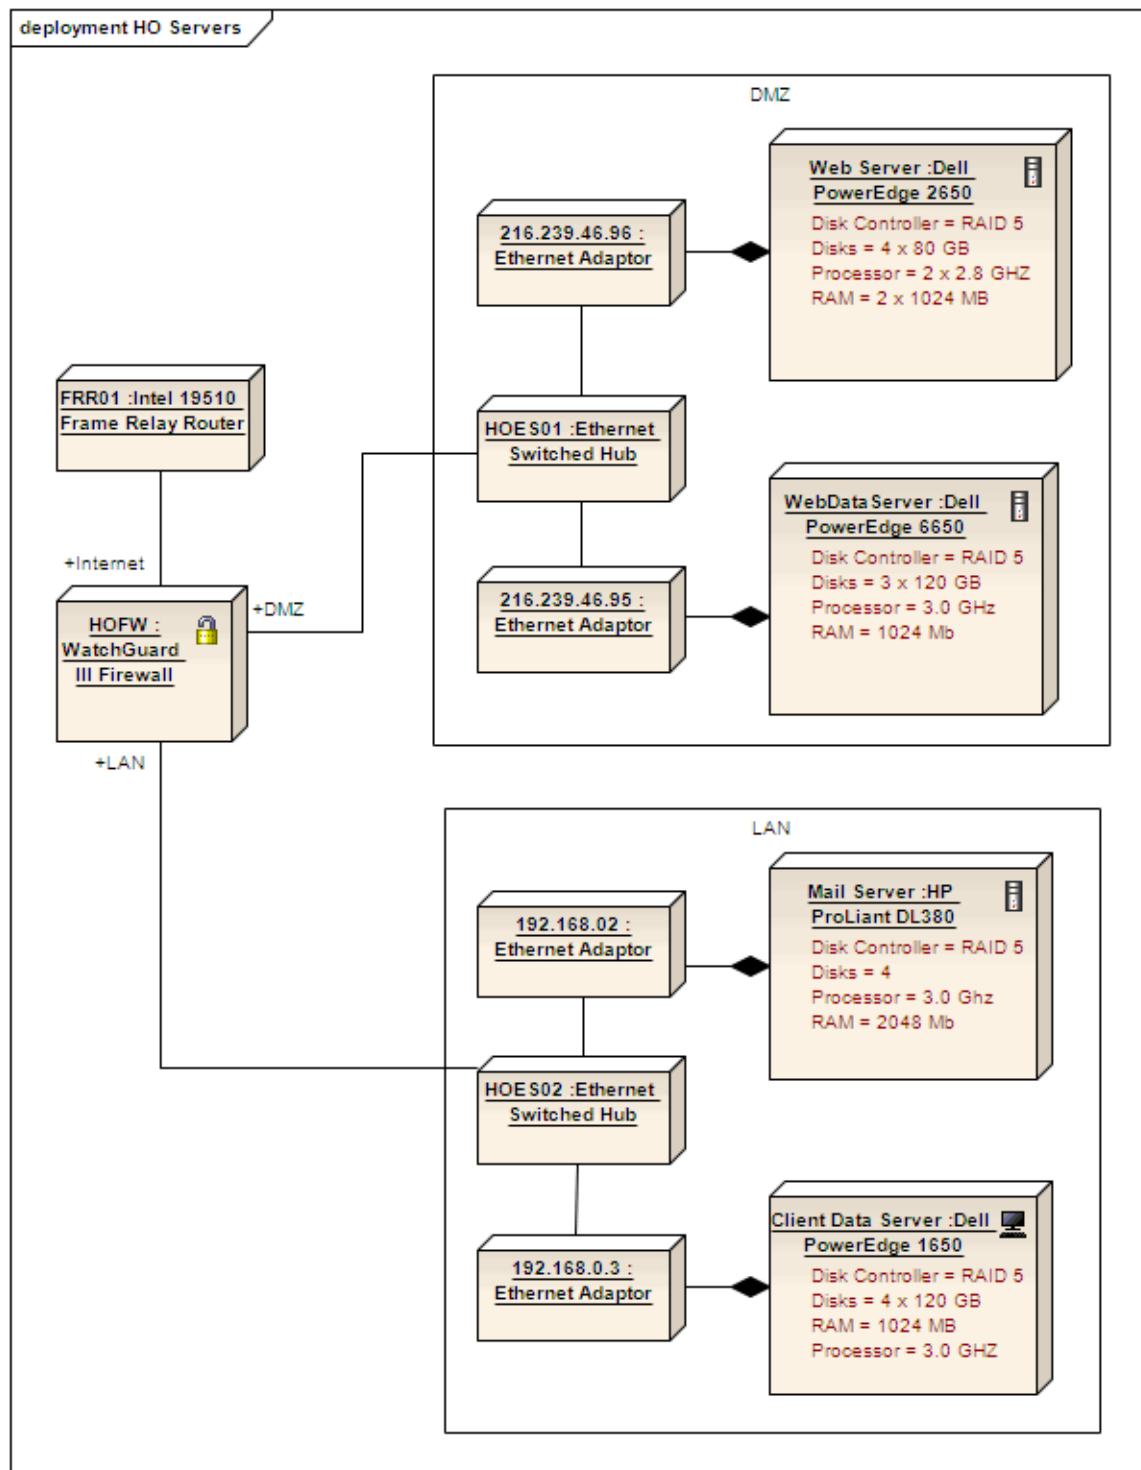 deployment HO Servers
DMZ
Web Server :Dell
PowerEdge 2650
Disk Controller = RAID 5
Disks = 4 x 80 GB
Processor = 2 x 2.8 GHZ
RAM = 2 x 1024 MB
216.239.46.96 :
Ethernet Adaptor
FRR01 :Intel 19510
Frame Relay Router
HOES01 :Ethernet
Switched Hub
WebDataServer :Dell
PowerEdge 6650
Disk Controller = RAID 5
Disks = 3 x 120 GB
Processor = 3.0 GHz
RAM = 1024 Mb
+Internet
+DMZ
216.239.46.95 :
Ethernet Adaptor
HOFW :
WatchGuard
III Firewall
+LAN
LAN
Mail Server :HP
ProLiant DL380
Disk Controller = RAID 5
Disks = 4
Processor = 3.0 Ghz
RAM = 2048 Mb
192.168.02 :
Ethernet Adaptor
HOES02 :Ethernet
Switched Hub
Client Data Server :Dell
PowerEdge 1650
Disk Controller = RAID 5
Disks = 4 x 120 GB
RAM = 1024 MB
Processor = 3.0 GHZ
192.168.0.3 :
Ethernet Adaptor